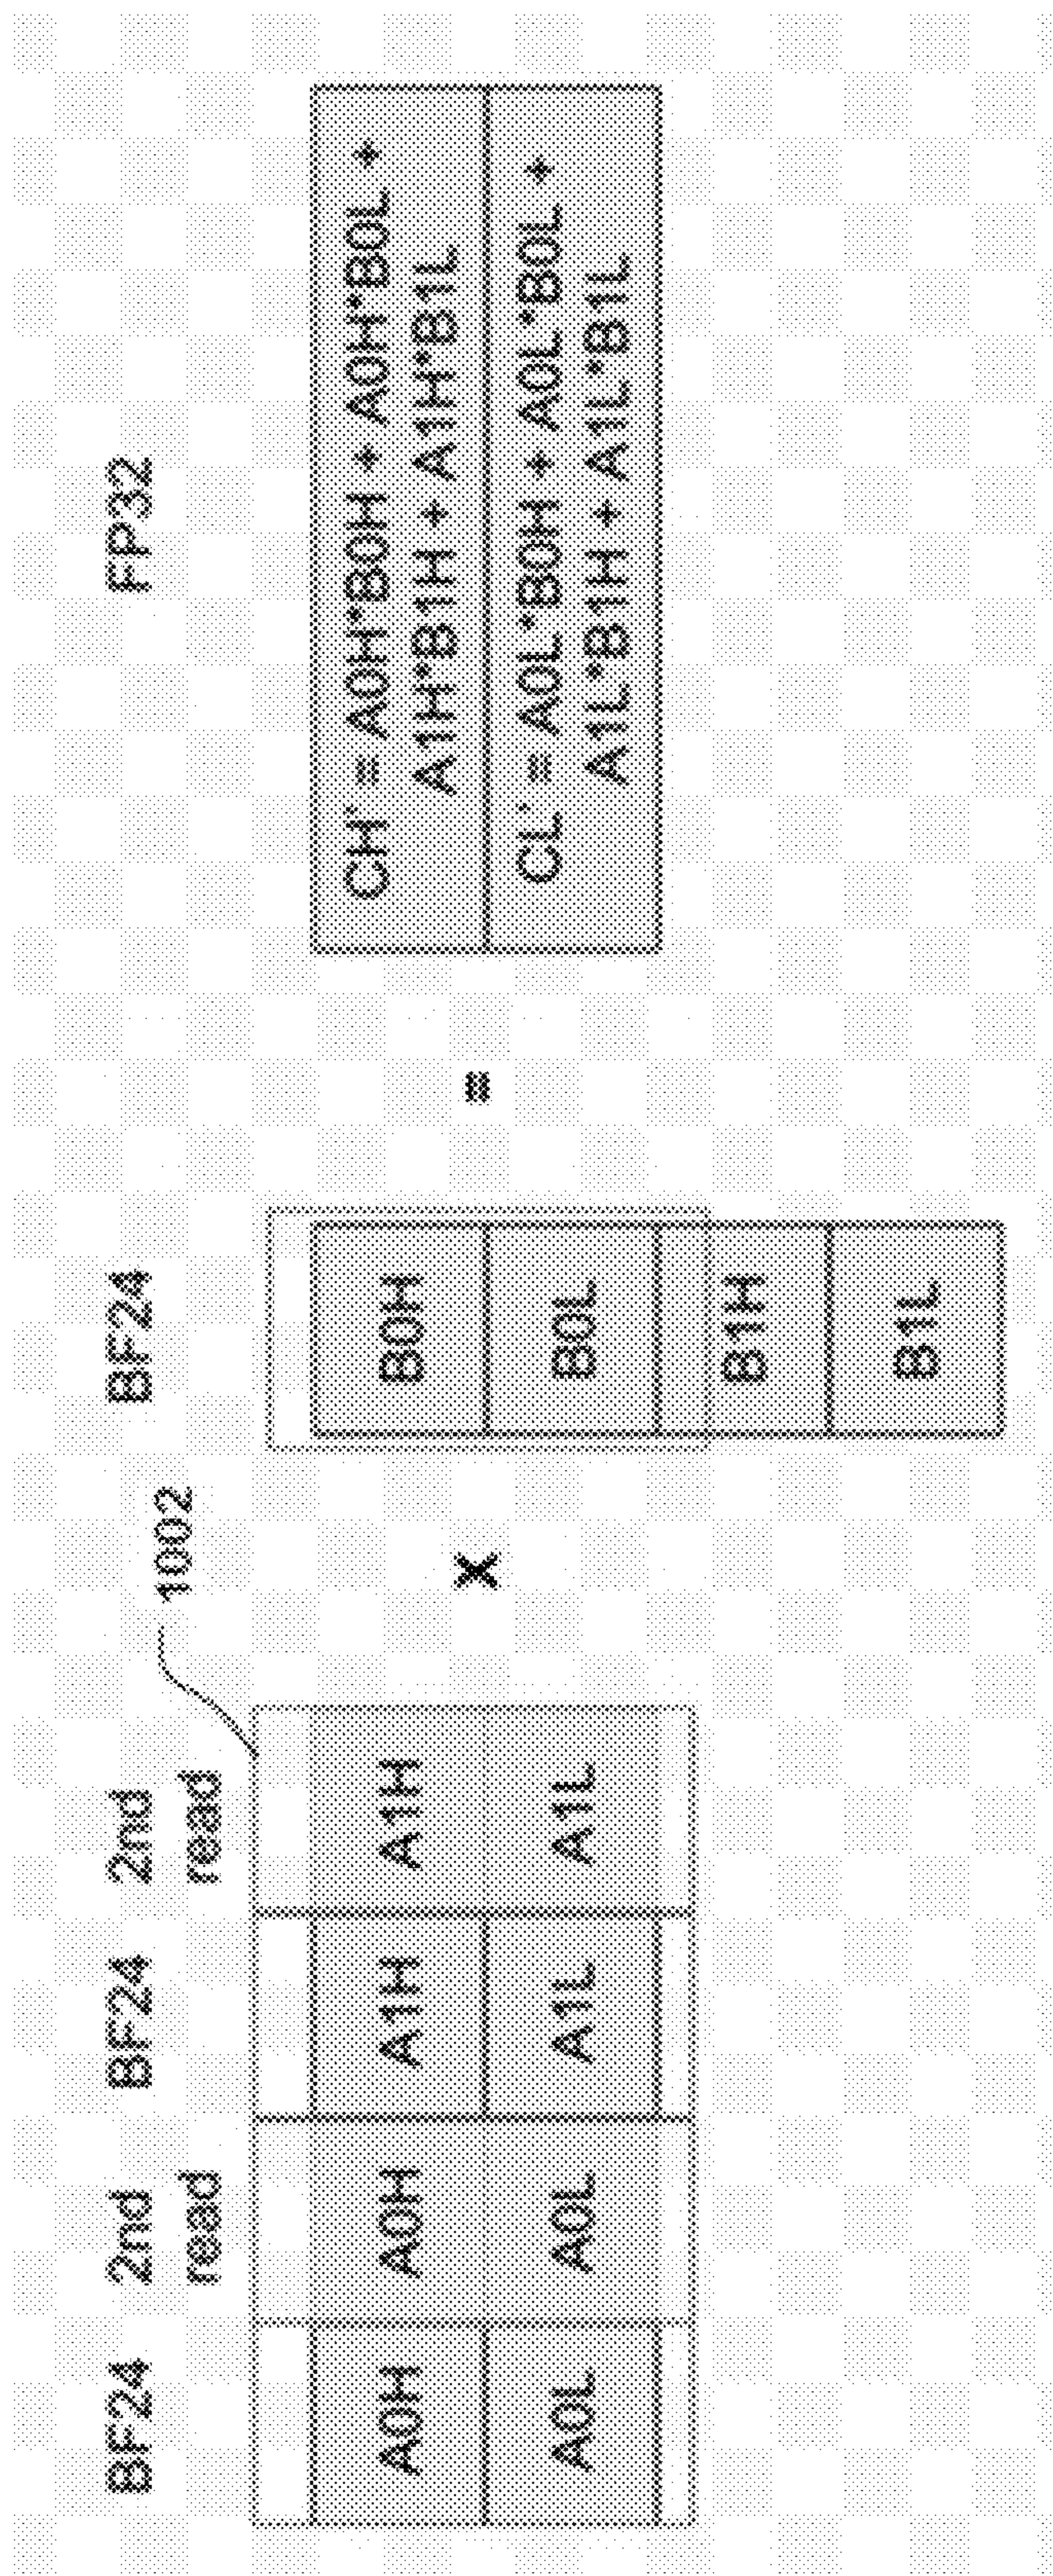 BF24
2nd
read
BF24
2nd
read
1002
BF24
FP32
A0H
A0H
A1H
A1H
A0L
A0L
A1L
A1L
x
B0H
B0L
B1H
B1L
=
CH' = A0H*B0H + A0H*B0L +
A1H*B1H + A1H*B1L
CL' = A0L*B0H + A0L*B0L +
A1L*B1H + A1L*B1L